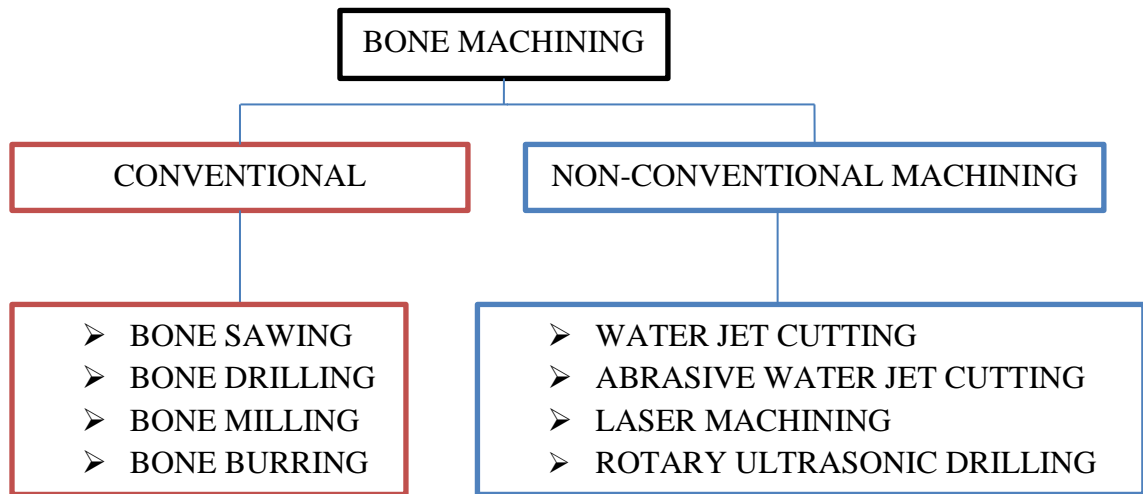 BONE MACHINING
CONVENTIONAL
NON-CONVENTIONAL MACHINING
➢ BONE SAWING
➢ BONE DRILLING
➢ BONE MILLING
➢ BONE BURRING
➢ WATER JET CUTTING
➢ ABRASIVE WATER JET CUTTING
➢ LASER MACHINING
➢ ROTARY ULTRASONIC DRILLING